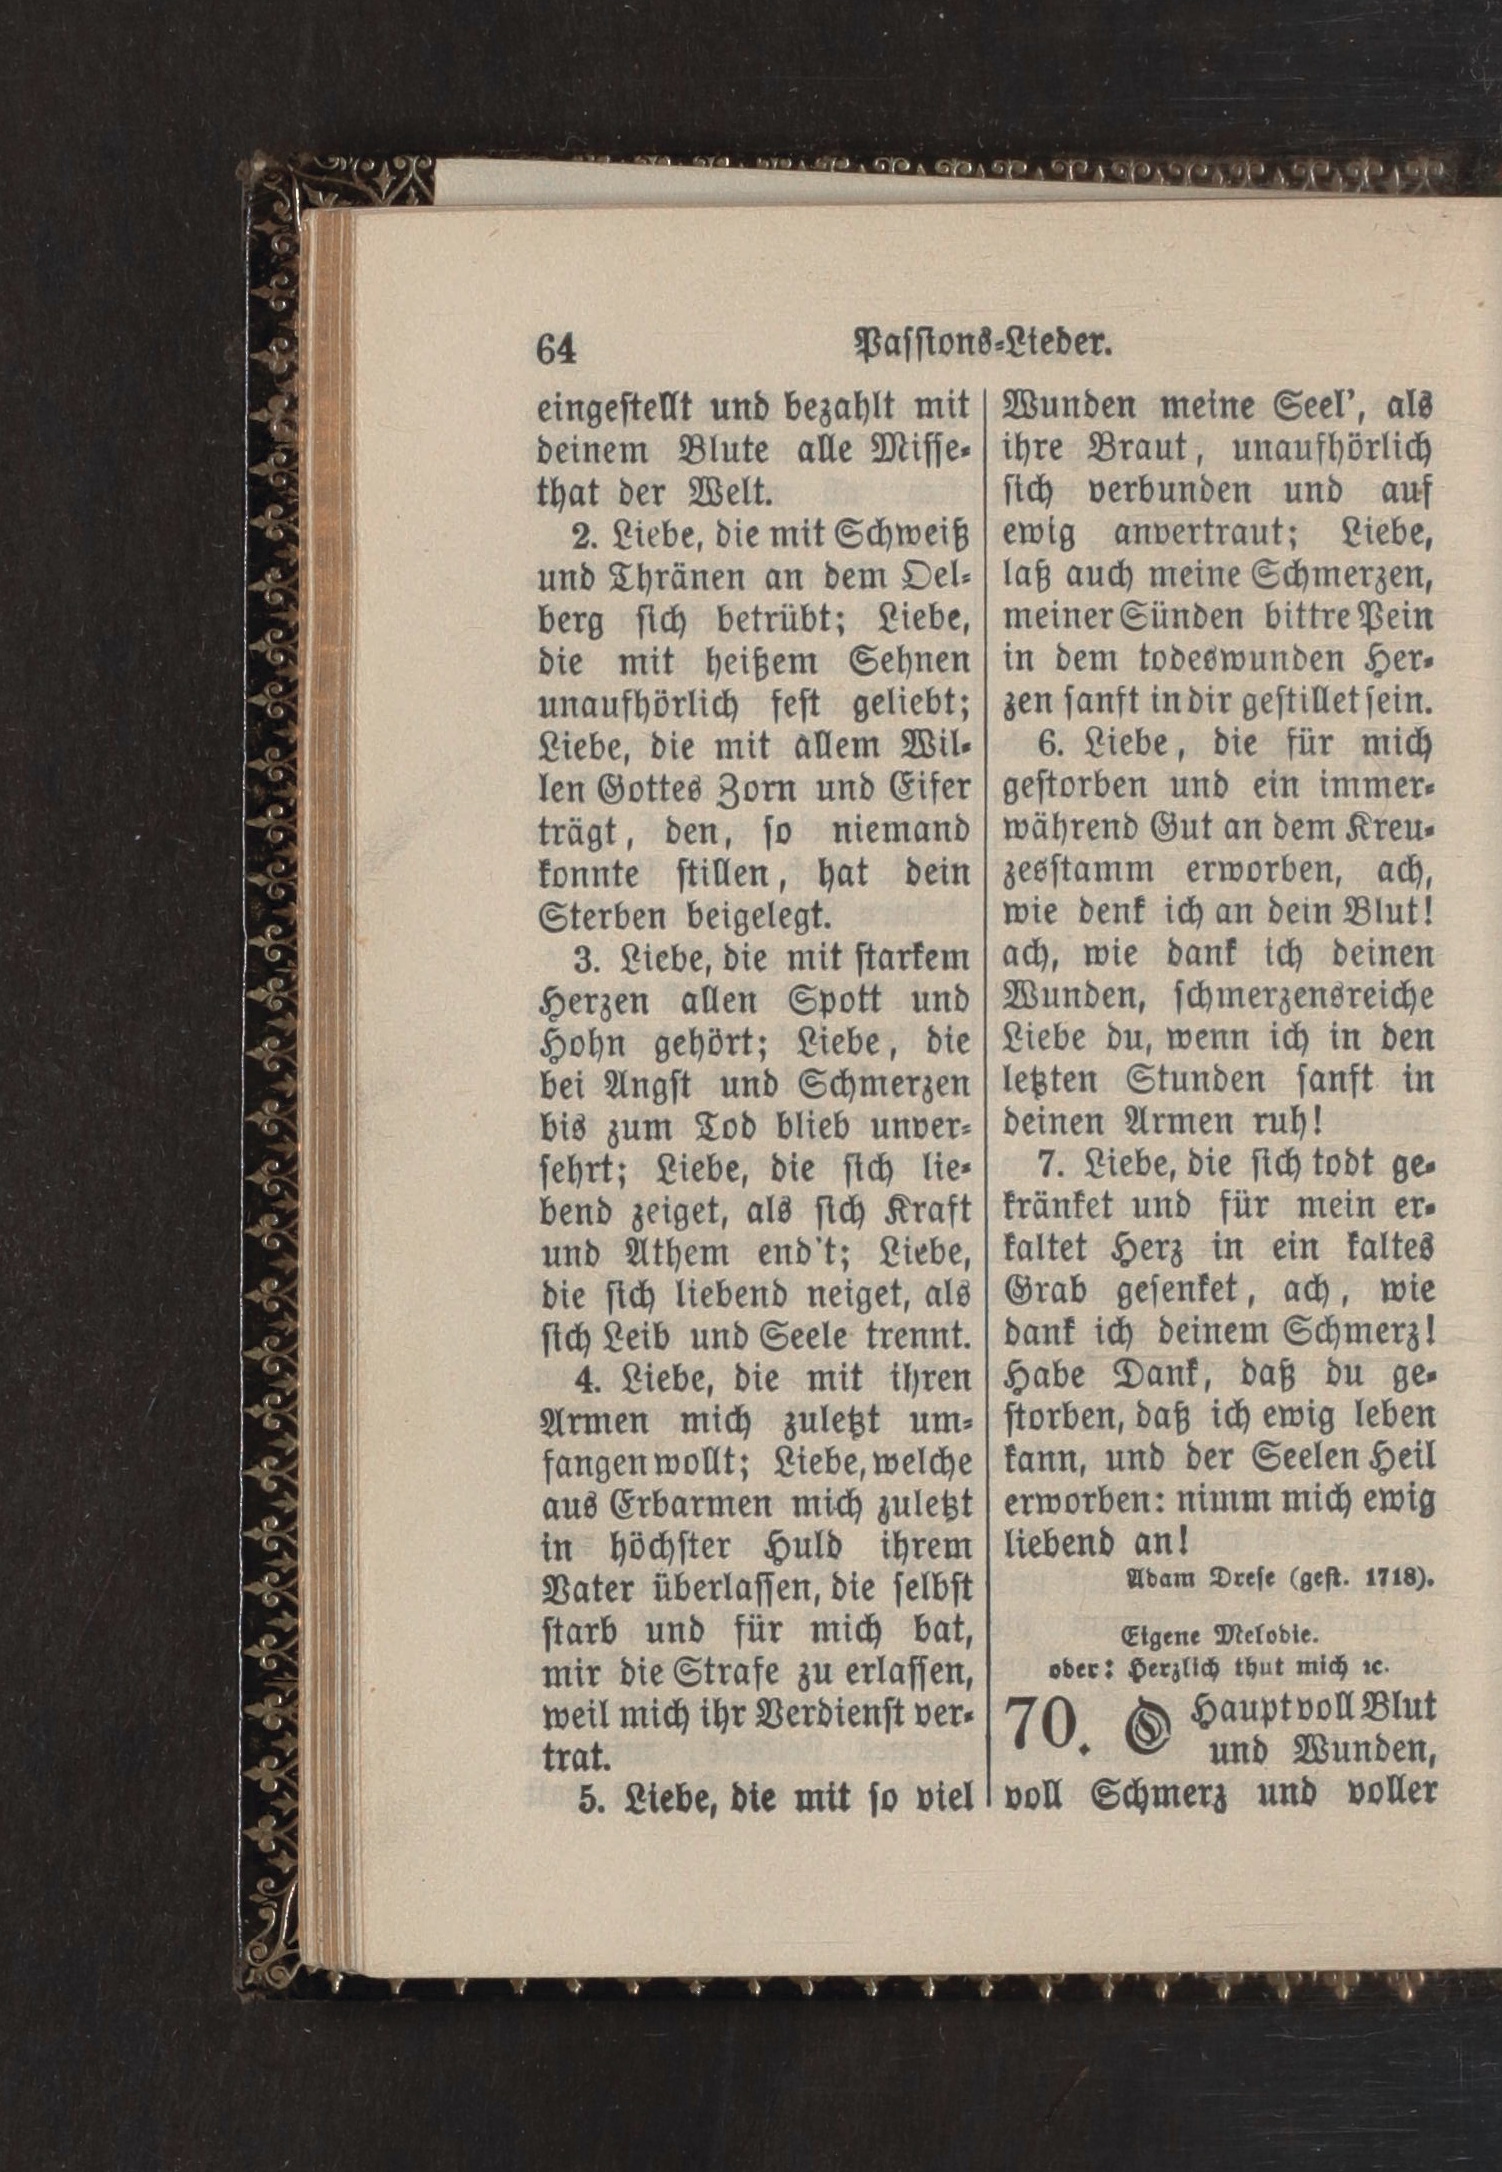 64
Passions-Lieder.
eingestellt und bezahlt mit
deinem Blute alle Misse-
that der Welt.
2. Liebe, die mit Schweiß
und Thränen an dem Oel-
berg sich betrübt; Liebe,
die mit heißem Sehnen
unaufhörlich fest geliebt;
Liebe, die mit allem Wil-
len Gottes Zorn und Eifer
trägt, den, so niemand
konnte stillen, hat dein
Sterben beigelegt.
3. Liebe, die mit starkem
Herzen allen Spott und
Hohn gehört; Liebe, die
bei Angst und Schmerzen
bis zum Tod blieb unver-
sehrt; Liebe, die sich lie-
bend zeiget, als sich Kraft
und Athem end't; Liebe,
die sich liebend neiget, als
sich Leib und Seele trennt.
4. Liebe, die mit ihren
Armen mich zuletzt um-
fangen wollt; Liebe, welche
aus Erbarmen mich zuletzt
in höchster Huld ihrem
Vater überlassen, die selbst
starb und für mich bat,
mir die Strafe zu erlassen,
weil mich ihr Verdienst ver-
trat.
5. Liebe, die mit so viel
Wunden meine Seel', als
ihre Braut, unaufhörlich
sich verbunden und auf
ewig anvertraut; Liebe,
laß auch meine Schmerzen,
meiner Sünden bittre Pein
in dem todeswunden Her-
zen sanft in dir gestillet sein.
6. Liebe, die für mich
gestorben und ein immer-
während Gut an dem Kreu-
zesstamm erworben, ach,
wie denk ich an dein Blut!
ach, wie dank ich deinen
Wunden, schmerzensreiche
Liebe du, wenn ich in den
letzten Stunden sanft in
deinen Armen ruh!
7. Liebe, die sich todt ge-
kränket und für mein er-
kaltet Herz in ein kaltes
Grab gesenket, ach, wie
dank ich deinem Schmerz!
Habe Dank, daß du ge-
storben, daß ich ewig leben
kann, und der Seelen Heil
erworben: nimm mich ewig
liebend an!
Adam Drese (gest. 1718).
Eigene Melodie.
oder: Herzlich thut mich ꝛc.
70. O Haupt voll Blut
und Wunden,
voll Schmerz und voller